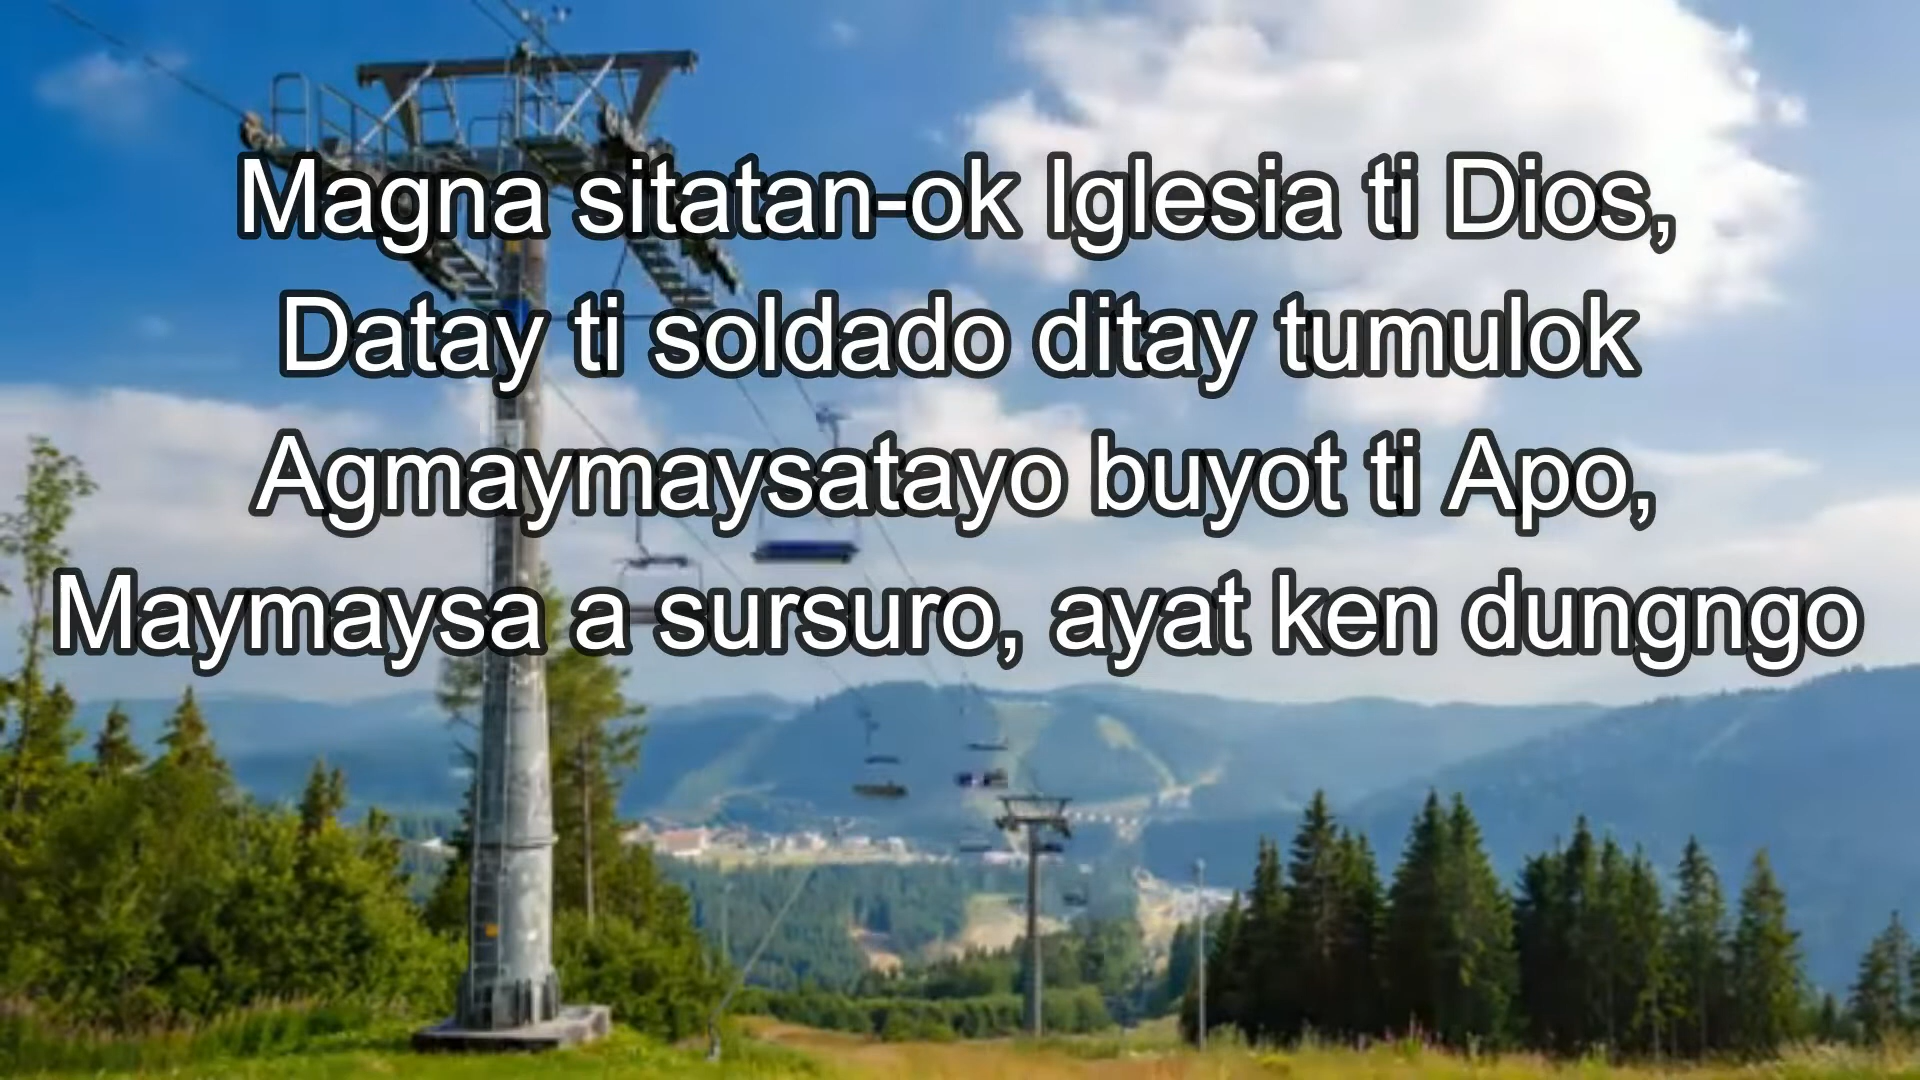 Magna sitatan-ok Iglesia ti Dios,
Datay ti soldado ditay tumulok
Agmaymaysatayo buyot ti Apo,
Maymaysa a sursuro, ayat ken dungngo